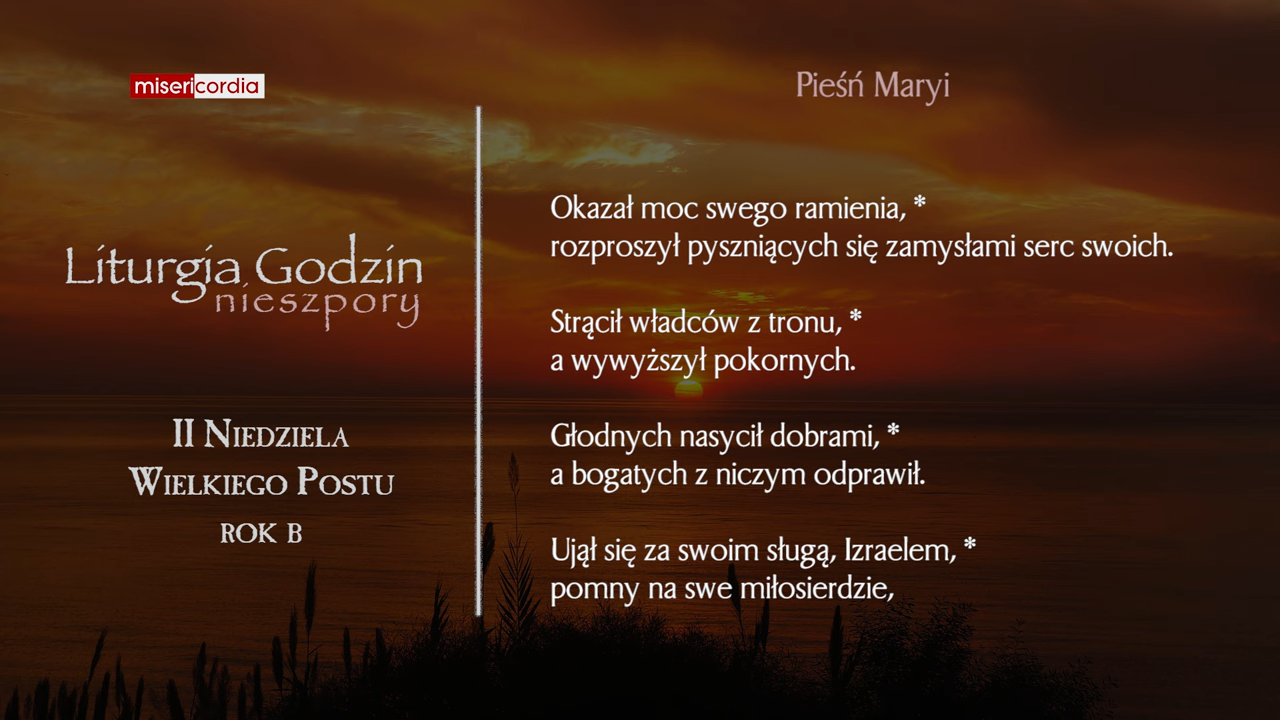 misericordia
Liturgia Godzin
nieszpory
II Niedziela
Wielkiego Postu
rok B
Pieśń Maryi
Okazał moc swego ramienia, *
rozproszył pyszniących się zamysłami serc swoich.
Strącił władców z tronu, *
a wywyższył pokornych.
Głodnych nasycił dobrami, *
a bogatych z niczym odprawił.
Ujął się za swoim sługą, Izraelem, *
pomny na swe miłosierdzie,